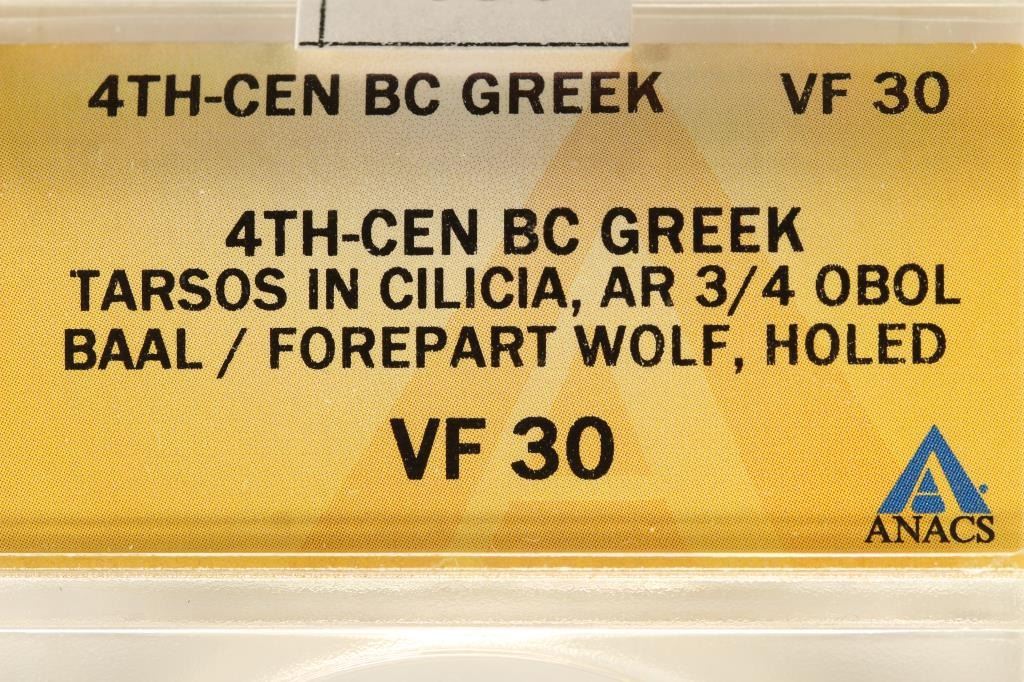 4TH-CEN BC GREEK VF 30
4TH-CEN BC GREEK
TARSOS IN CILICIA, AR 3/4 OBOL
BAAL / FOREPART WOLF, HOLED
VF 30
ANACS